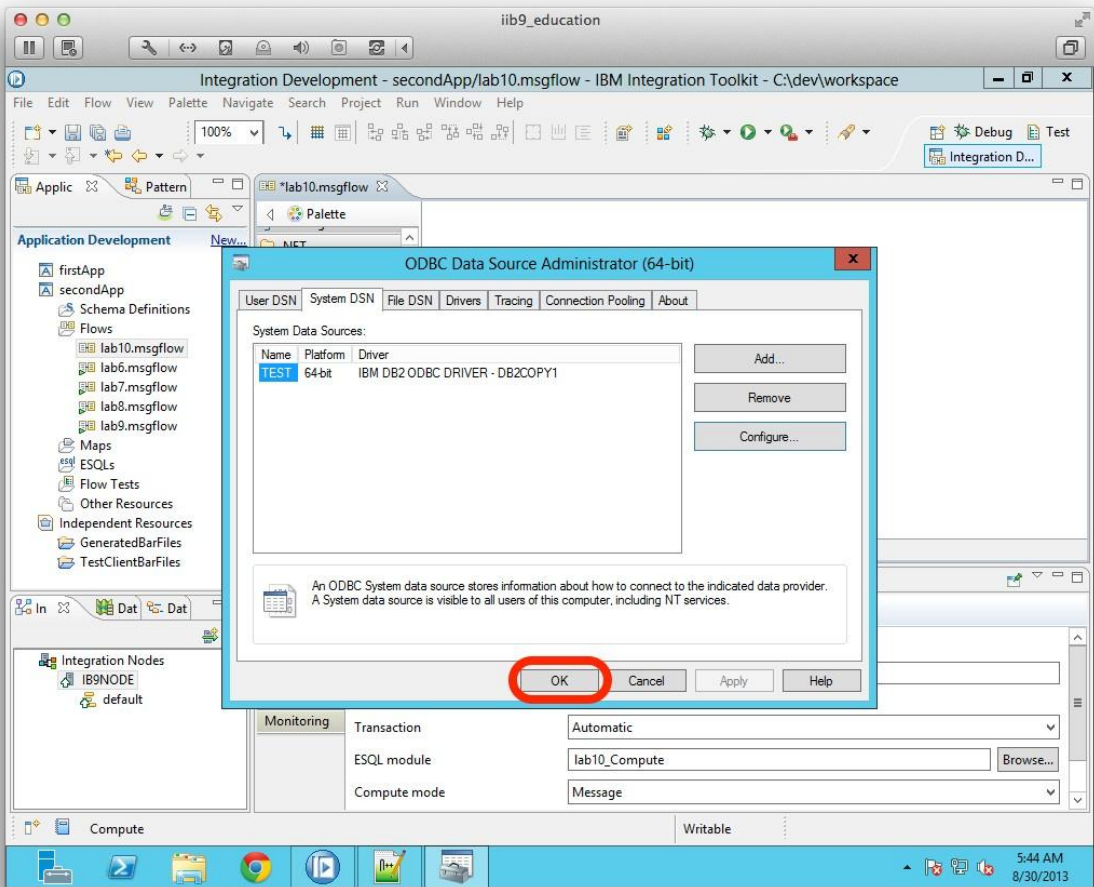 iib9_education
Integration Development - secondApp/lab10.msgflow - IBM Integration Toolkit - C:\dev\workspace
File Edit Flow View Palette Navigate Search Project Run Window Help
100%
Debug Test
Integration D...
Applic Pattern
*lab10.msgflow
Palette
Application Development New...
.NET
firstApp
secondApp
Schema Definitions
Flows
lab10.msgflow
lab6.msgflow
lab7.msgflow
lab8.msgflow
lab9.msgflow
Maps
ESQLs
Flow Tests
Other Resources
Independent Resources
GeneratedBarFiles
TestClientBarFiles
ODBC Data Source Administrator (64-bit)
User DSN System DSN File DSN Drivers Tracing Connection Pooling About
System Data Sources:
Name Platform Driver
TEST 64-bit IBM DB2 ODBC DRIVER - DB2COPY1
Add...
Remove
Configure...
An ODBC System data source stores information about how to connect to the indicated data provider.
A System data source is visible to all users of this computer, including NT services.
OK Cancel Apply Help
In Dat Dat
Integration Nodes
IB9NODE
default
Monitoring
Transaction Automatic
ESQL module lab10_Compute Browse...
Compute mode Message
Compute Writable
5:44 AM
8/30/2013